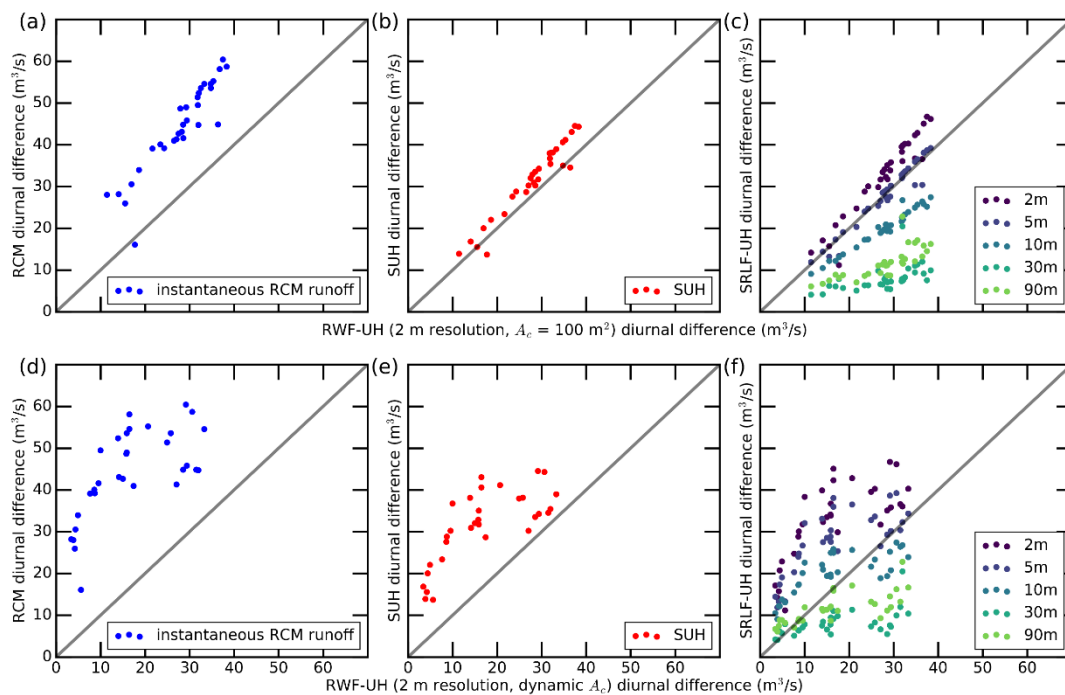 (a)
(b)
(c)
RCM diurnal difference (m³/s)
60
50
40
30
20
10
0
instantaneous RCM runoff
SUH diurnal difference (m³/s)
SUH
SRLF-UH diurnal difference (m³/s)
2m
5m
10m
30m
90m
RWF-UH (2 m resolution, A_c = 100 m²) diurnal difference (m³/s)
(d)
(e)
(f)
RCM diurnal difference (m³/s)
60
50
40
30
20
10
0
instantaneous RCM runoff
0 10 20 30 40 50 60
SUH diurnal difference (m³/s)
SUH
0 10 20 30 40 50 60
SRLF-UH diurnal difference (m³/s)
2m
5m
10m
30m
90m
0 10 20 30 40 50 60
RWF-UH (2 m resolution, dynamic A_c) diurnal difference (m³/s)